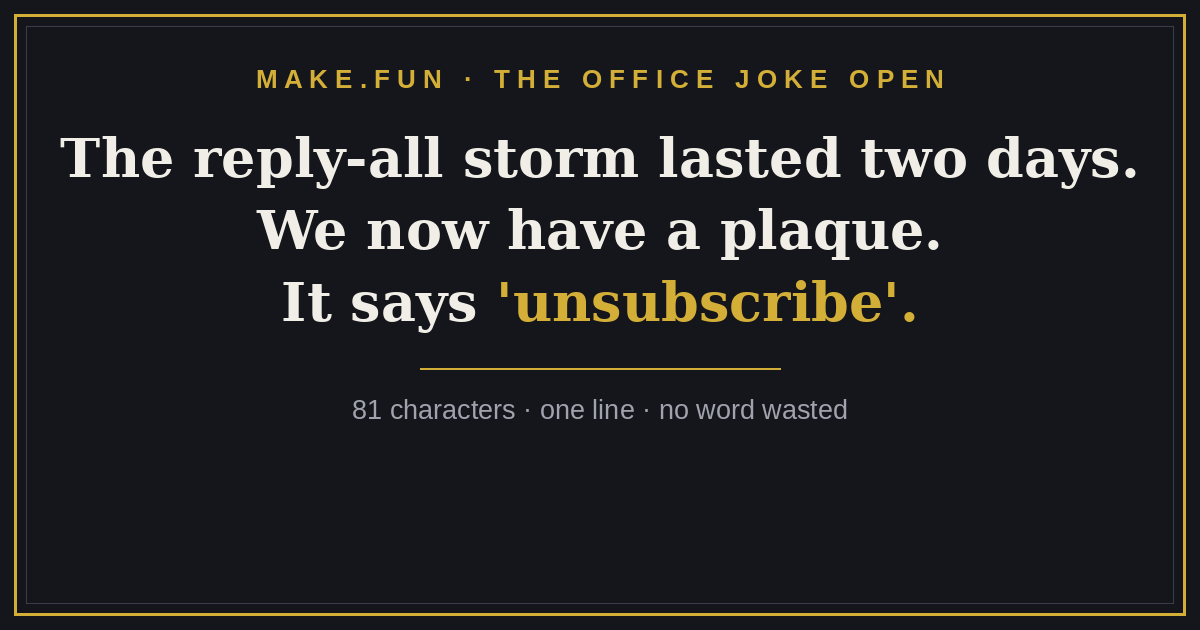 MAKE.FUN · THE OFFICE JOKE OPEN
The reply-all storm lasted two days.
We now have a plaque.
It says 'unsubscribe'.
81 characters · one line · no word wasted